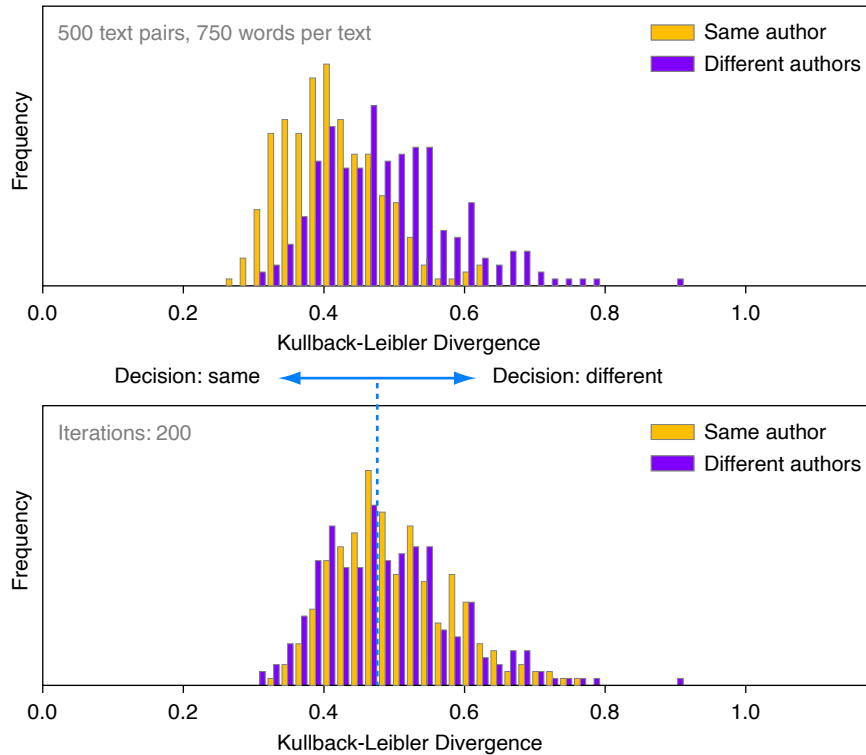 500 text pairs, 750 words per text
Same author
Different authors
Frequency
0.0 0.2 0.4 0.6 0.8 1.0
Kullback-Leibler Divergence
Decision: same
Decision: different
Iterations: 200
Same author
Different authors
Frequency
0.0 0.2 0.4 0.6 0.8 1.0
Kullback-Leibler Divergence